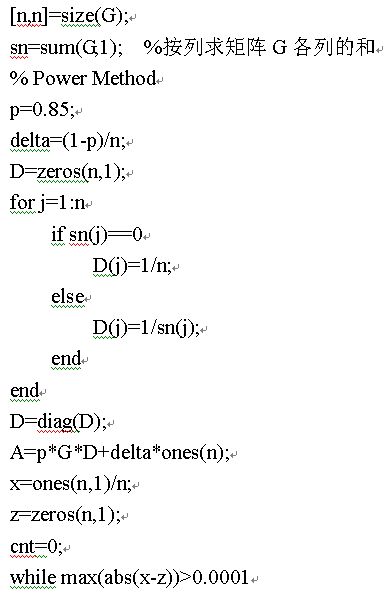 [n,n]=size(G);
sn=sum(G,1); %按列求矩阵 G 各列的和
% Power Method
p=0.85;
delta=(1-p)/n;
D=zeros(n,1);
for j=1:n
if sn(j)==0
D(j)=1/n;
else
D(j)=1/sn(j);
end
end
D=diag(D);
A=p*G*D+delta*ones(n);
x=ones(n,1)/n;
z=zeros(n,1);
cnt=0;
while max(abs(x-z))>0.0001